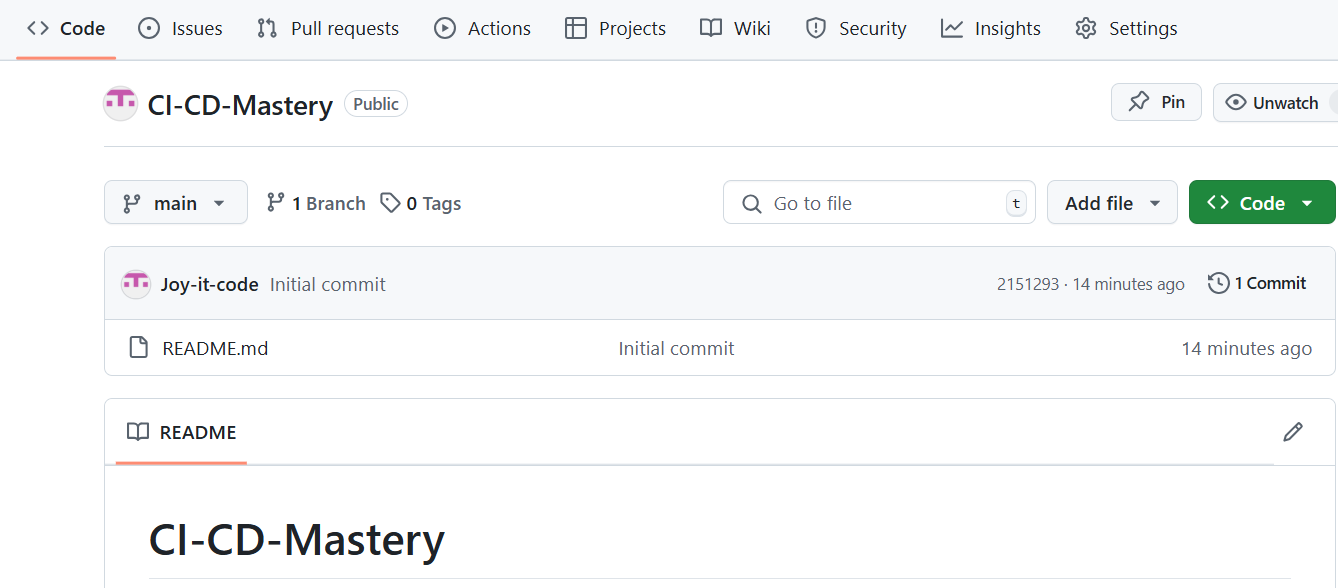 Code Issues Pull requests Actions Projects Wiki Security Insights Settings
CI-CD-Mastery Public Pin Unwatch
main 1 Branch 0 Tags Go to file t Add file Code
Joy-it-code Initial commit 2151293 · 14 minutes ago 1 Commit
README.md Initial commit 14 minutes ago
README
CI-CD-Mastery